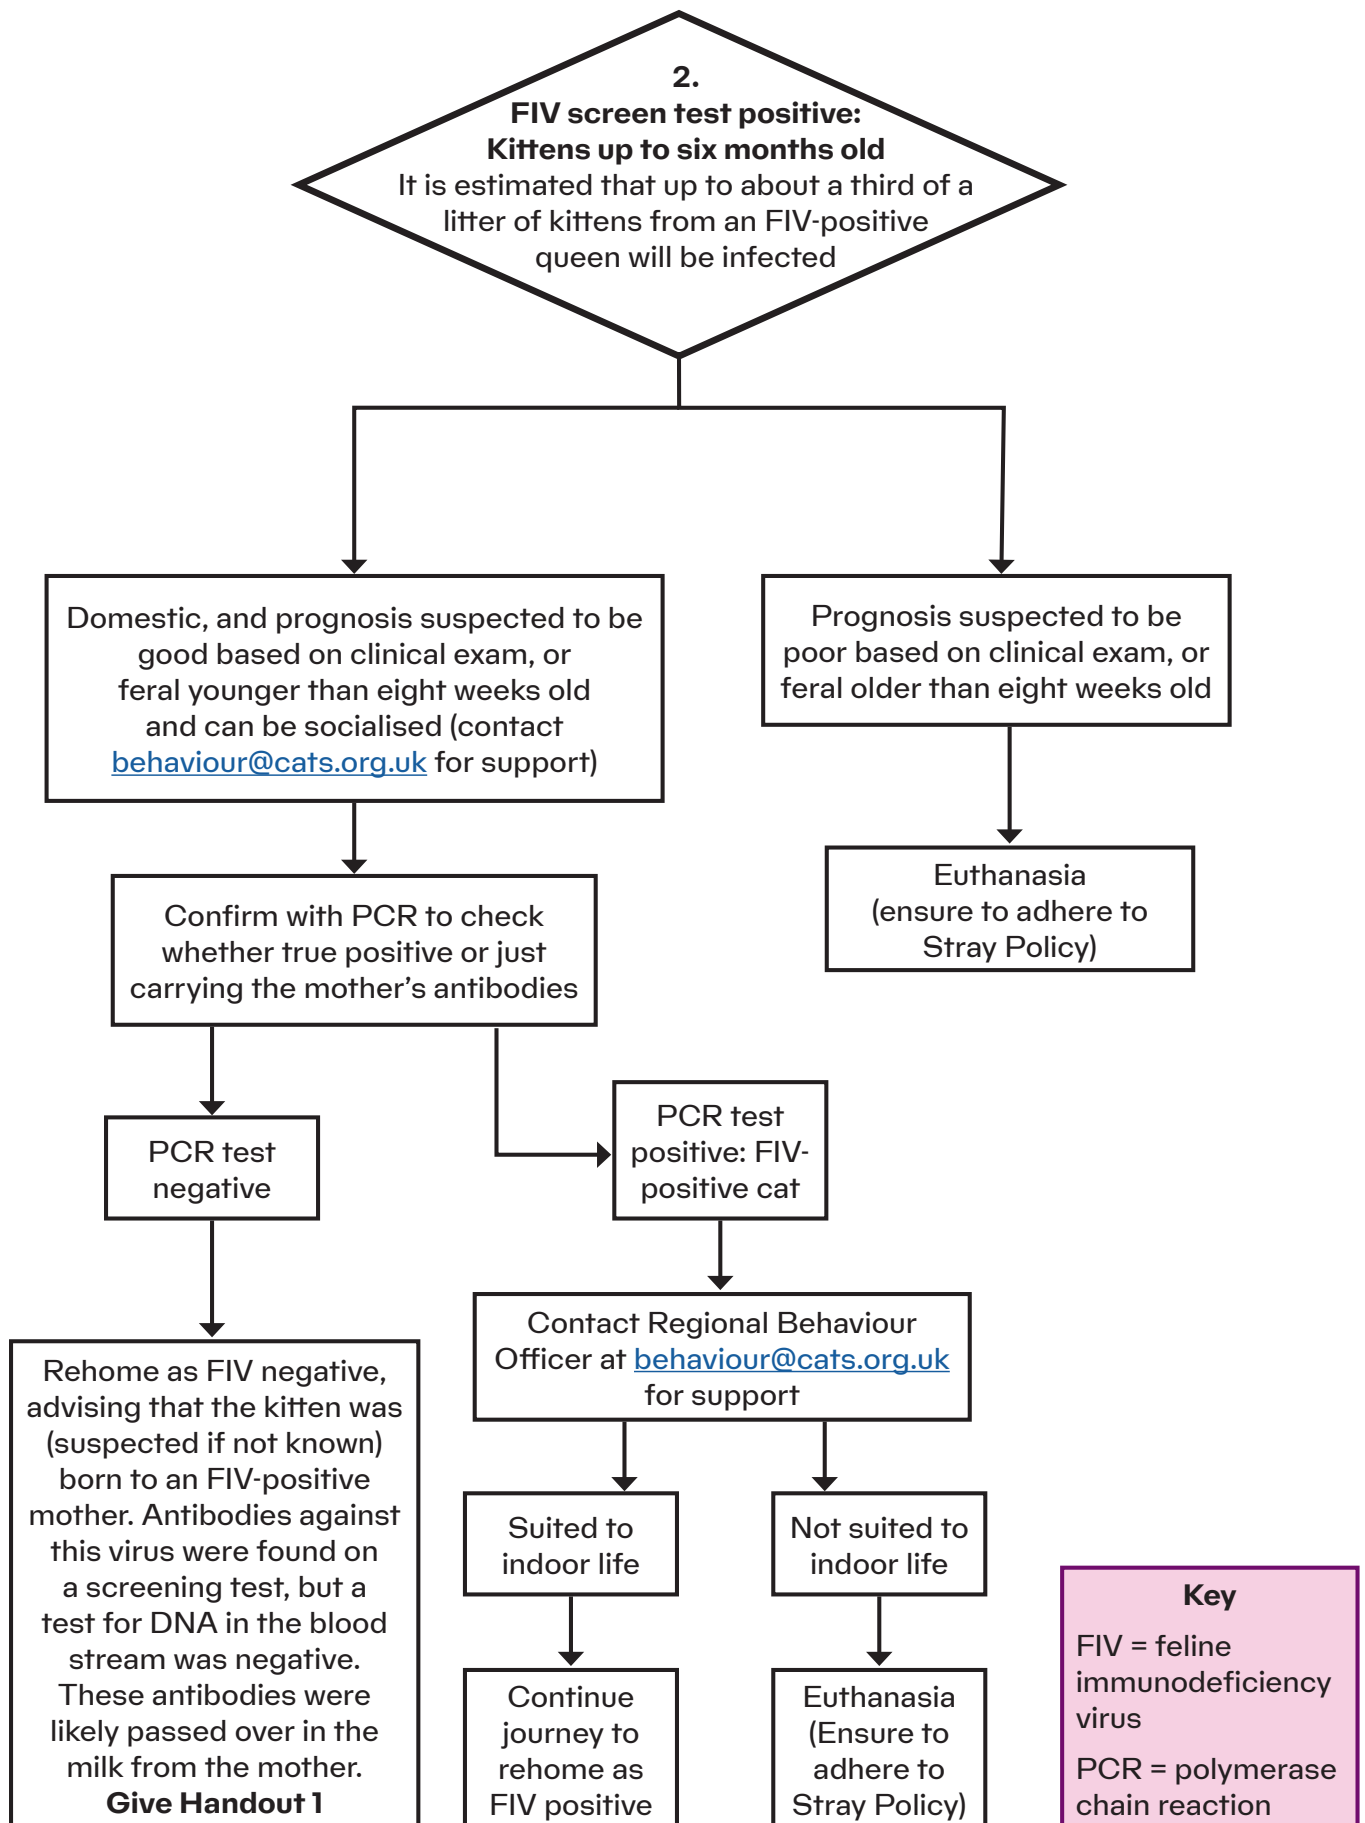 2.
FIV screen test positive:
Kittens up to six months old
It is estimated that up to about a third of a
litter of kittens from an FIV-positive
queen will be infected
Domestic, and prognosis suspected to be
good based on clinical exam, or
feral younger than eight weeks old
and can be socialised (contact
behaviour@cats.org.uk for support)
Prognosis suspected to be
poor based on clinical exam, or
feral older than eight weeks old
Euthanasia
(ensure to adhere to
Stray Policy)
Confirm with PCR to check
whether true positive or just
carrying the mother's antibodies
PCR test
negative
PCR test
positive: FIV-
positive cat
Contact Regional Behaviour
Officer at behaviour@cats.org.uk
for support
Rehome as FIV negative,
advising that the kitten was
(suspected if not known)
born to an FIV-positive
mother. Antibodies against
this virus were found on
a screening test, but a
test for DNA in the blood
stream was negative.
These antibodies were
likely passed over in the
milk from the mother.
Give Handout 1
Suited to
indoor life
Not suited to
indoor life
Continue
journey to
rehome as
FIV positive
Euthanasia
(Ensure to
adhere to
Stray Policy)
Key
FIV = feline
immunodeficiency
virus
PCR = polymerase
chain reaction